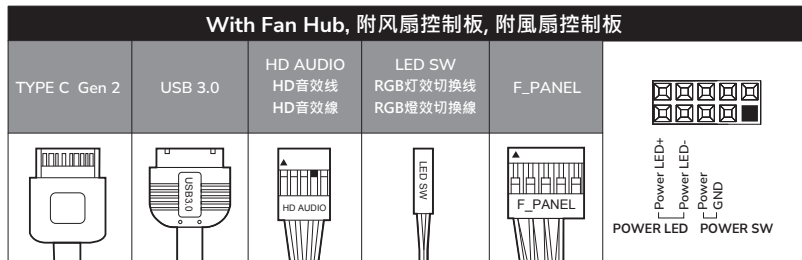 With Fan Hub, 附风扇控制板, 附風扇控制板
TYPE C Gen 2
USB 3.0
HD AUDIO
HD音效线
HD音效線
LED SW
RGB灯效切换线
RGB燈效切換線
F_PANEL
USB3.0
HD AUDIO
LED SW
F_PANEL
Power LED+
Power LED-
Power
GND
POWER LED
POWER SW